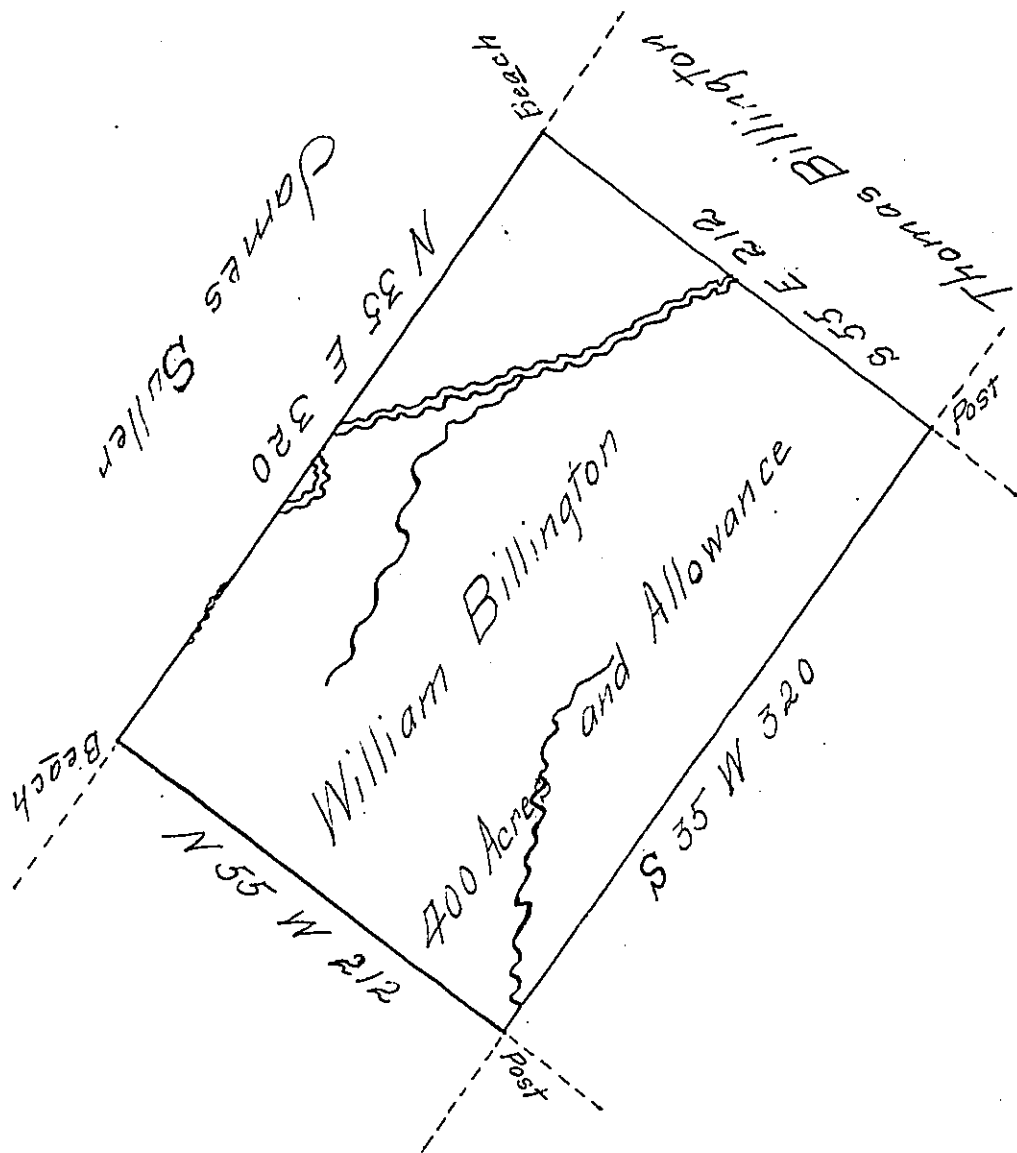 Beach
Thomas Billington
James Suller
N 35 E 320
S 55 E 212
Post
William Billington
400 Acres and Allowance
S 35 W 320
Beach
N 55 W 212
Post